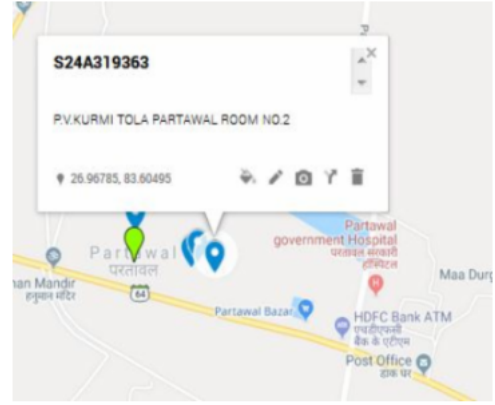 S24A319363
P.V.KURMI TOLA PARTAWAL ROOM NO.2
26.96785, 83.60495
Partawal
परतावल
64
Partawal
government Hospital
परतावल सरकारी
हॉस्पिटल
H
an Mandir
हनुमान मंदिर
Maa Durg
Partawal Bazar
HDFC Bank ATM
एचडीएफसी
बैंक के एटीएम
Post Office
डाक घर